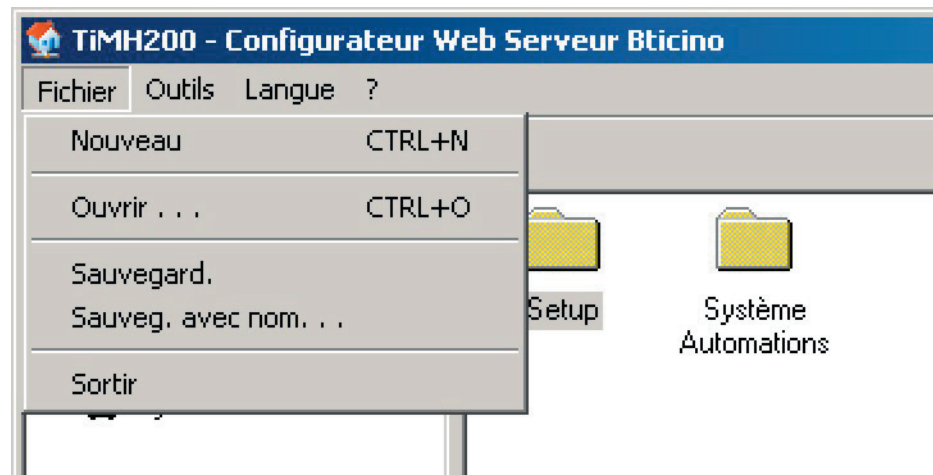 TiMH200 - Configurateur Web Serveur Bticino
Fichier Outils Langue ?
Nouveau CTRL+N
Ouvrir . . . CTRL+O
Sauvegard.
Sauveg. avec nom. . .
Sortir
Setup
Système
Automations